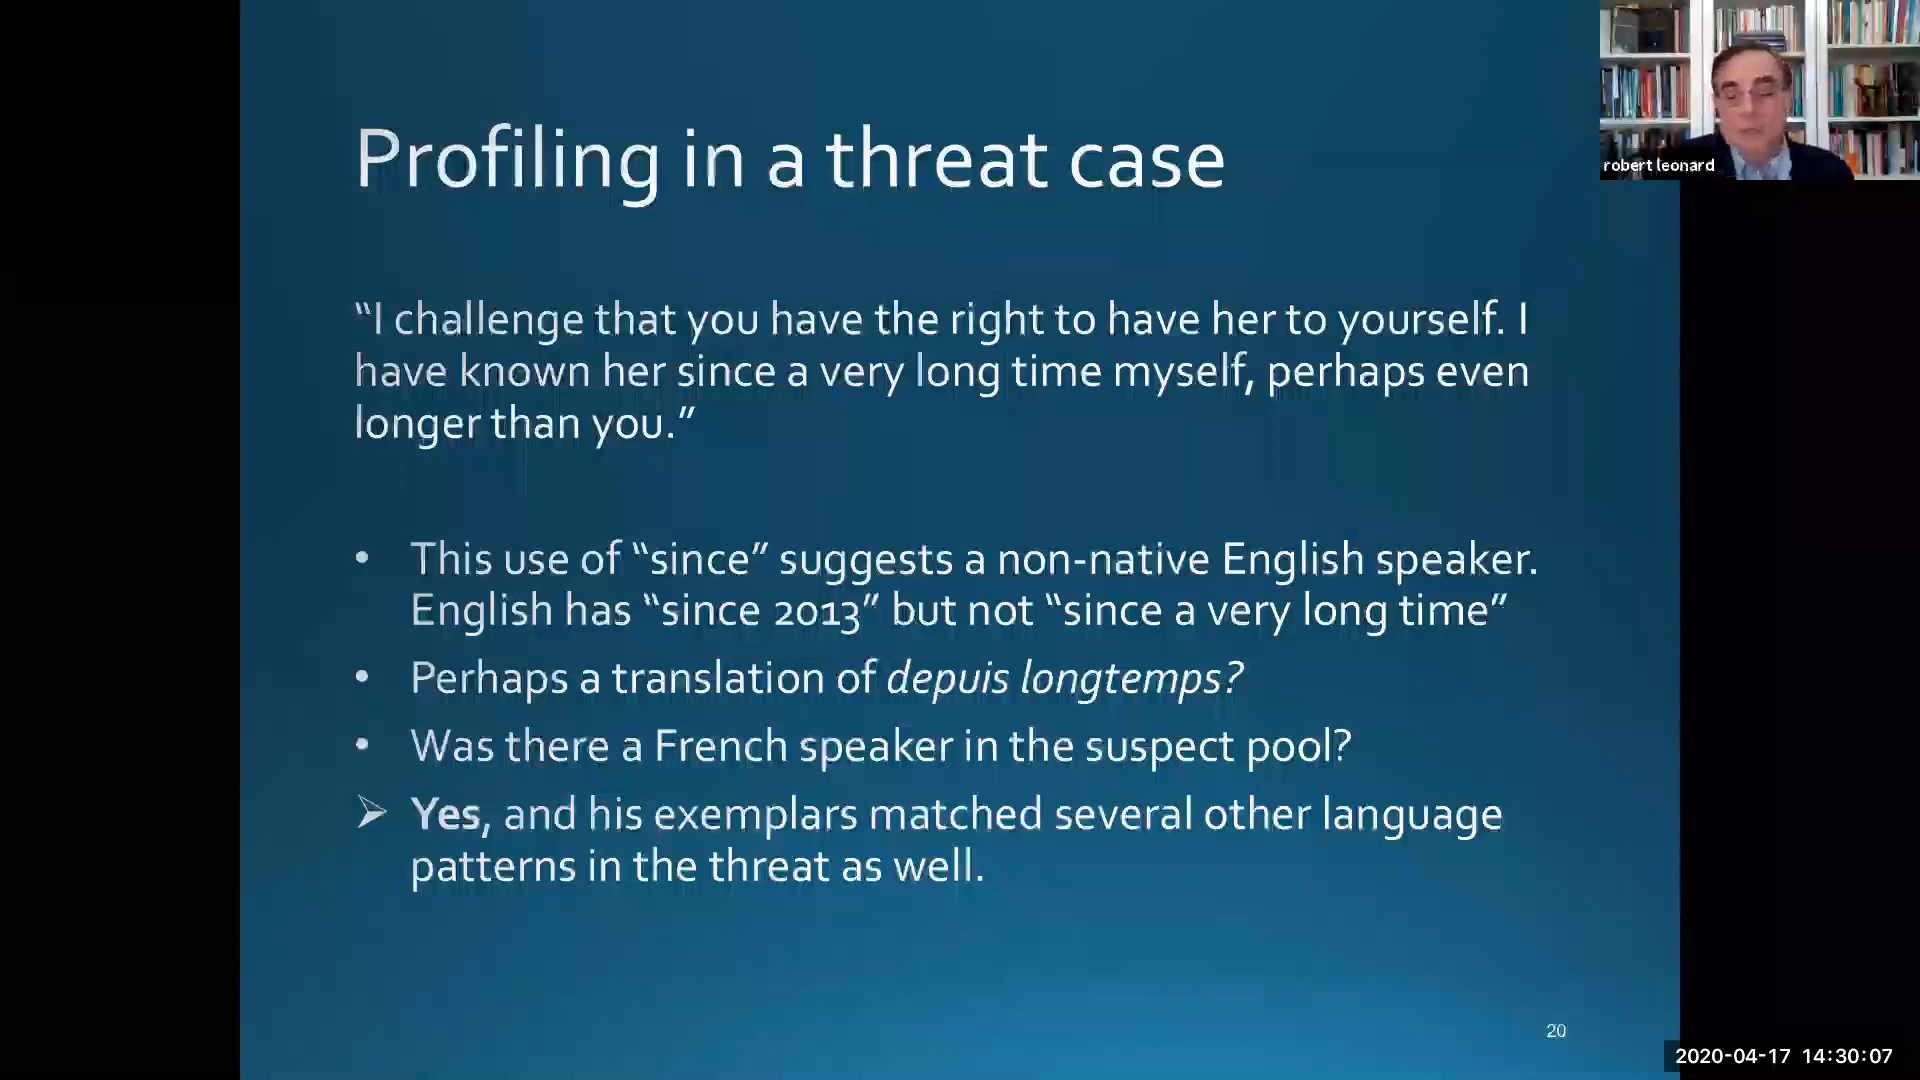 Profiling in a threat case
robert leonard
“I challenge that you have the right to have her to yourself. I
have known her since a very long time myself, perhaps even
longer than you.”
• This use of “since” suggests a non-native English speaker.
English has “since 2013” but not “since a very long time”
• Perhaps a translation of depuis longtemps?
• Was there a French speaker in the suspect pool?
➢ Yes, and his exemplars matched several other language
patterns in the threat as well.
20
2020-04-17 14:30:07